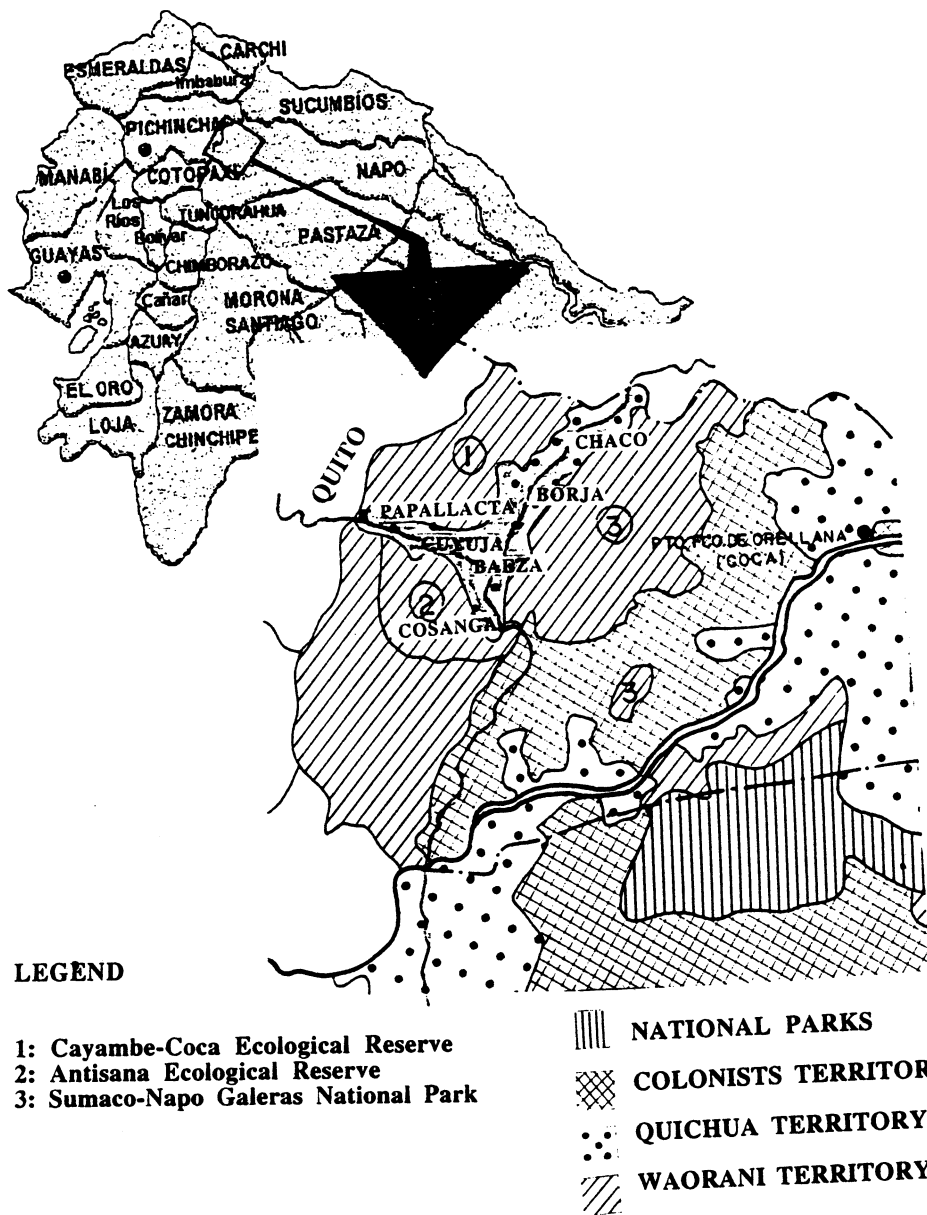 CARCHI
ESMERALDAS
Imbabura
SUCUMBIOS
PICHINCHA
NAPO
MANABÍ
COTOPAXI
Los
Ríos
TUNGURAHUA
Bolívar
PASTAZA
GUAYAS
CHIMBORAZO
Cañar
MORONA
SANTIAGO
AZUAY
EL ORO
LOJA
ZAMORA
CHINCHIPE
QUITO
1
CHACO
BORJA
PAPALLACTA
3
CUYUJA
PTO. FCO. DE ORELLANA
(COCA)
BAEZA
2
COSANGA
3
LEGEND
1: Cayambe-Coca Ecological Reserve
2: Antisana Ecological Reserve
3: Sumaco-Napo Galeras National Park
NATIONAL PARKS
COLONISTS TERRITOR
QUICHUA TERRITORY
WAORANI TERRITORY